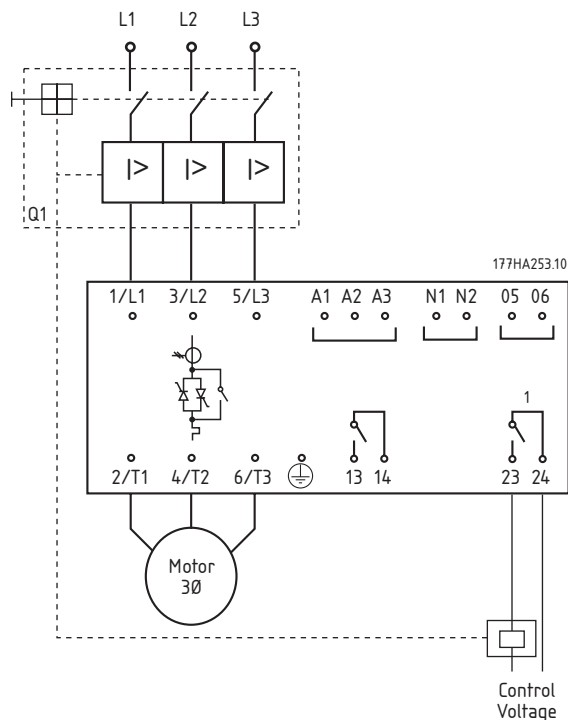 L1 L2 L3
I> I> I>
Q1
177HA253.10
1/L1 3/L2 5/L3 A1 A2 A3 N1 N2 05 06
1
2/T1 4/T2 6/T3 13 14 23 24
Motor
3Ø
Control
Voltage